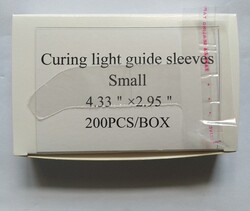 Curing light guide sleeves
Small
4.33 " ×2.95 "
200PCS/BOX